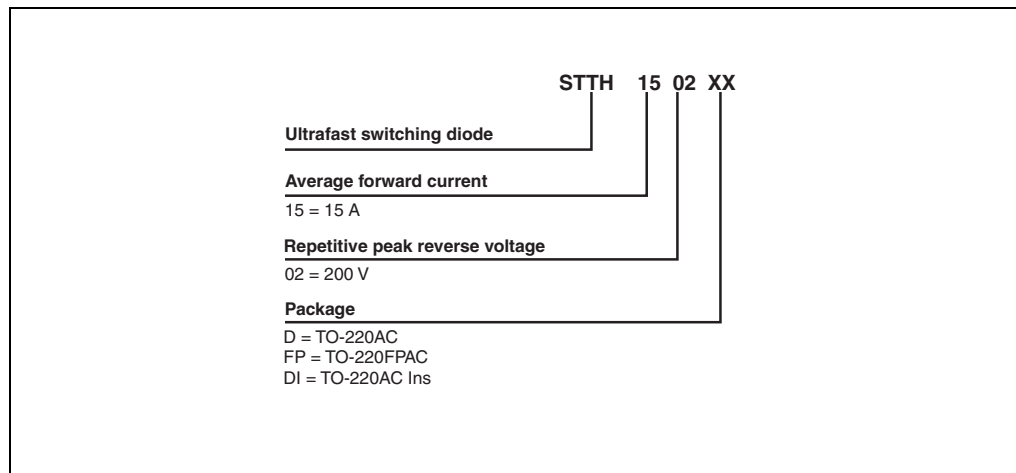 STTH 15 02 XX
Ultrafast switching diode
Average forward current
15 = 15 A
Repetitive peak reverse voltage
02 = 200 V
Package
D = TO-220AC
FP = TO-220FPAC
DI = TO-220AC Ins